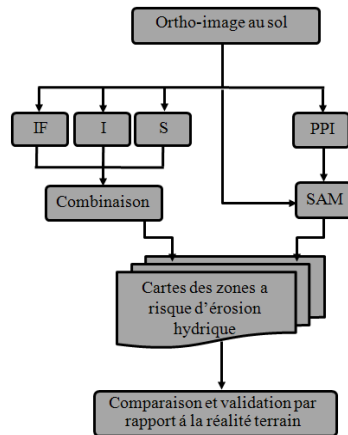 Ortho-image au sol
IF
I
S
PPI
Combinaison
SAM
Cartes des zones a
risque d'érosion
hydrique
Comparaison et validation par
rapport á la réalité terrain